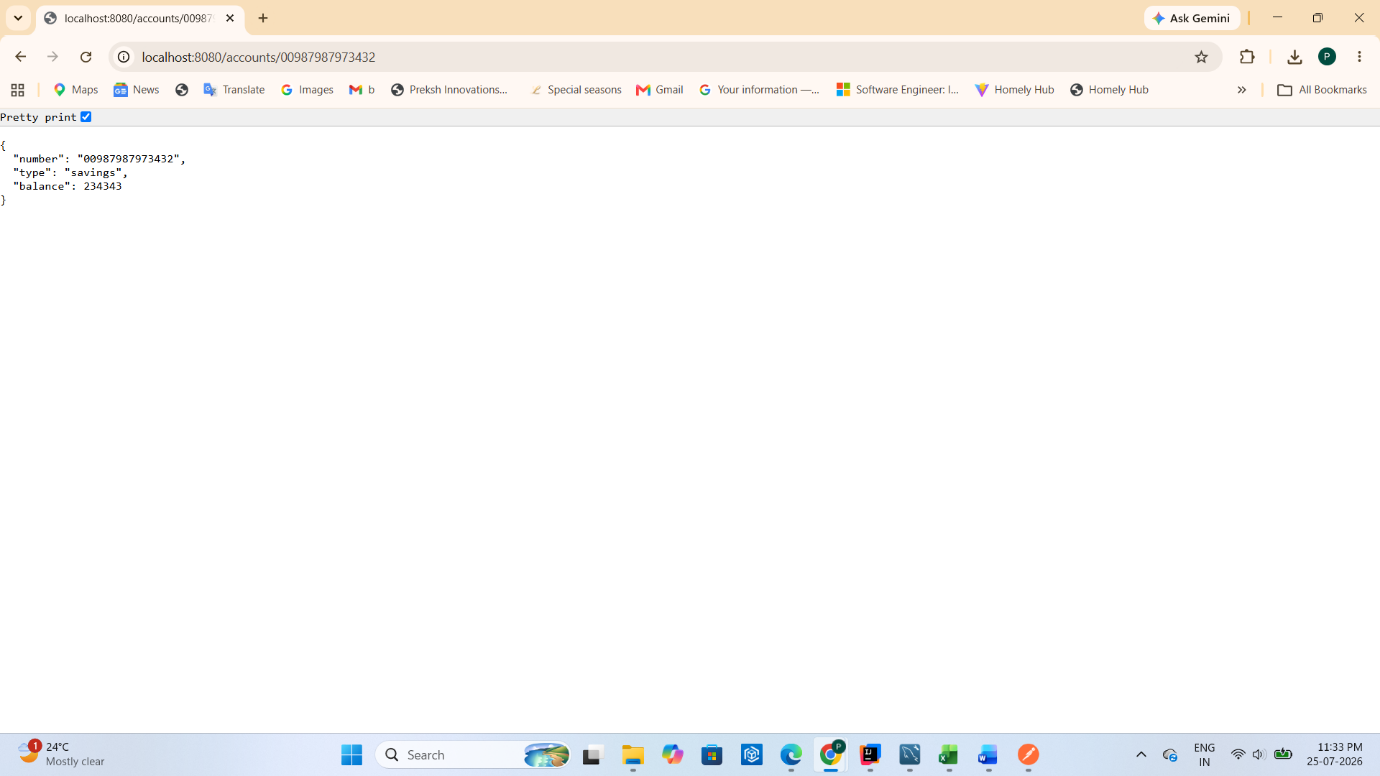 localhost:8080/accounts/00987
Ask Gemini
localhost:8080/accounts/00987987973432
P
Maps
News
Translate
Images
b
Preksh Innovations...
Special seasons
Gmail
Your information —...
Software Engineer: I...
Homely Hub
Homely Hub
All Bookmarks
Pretty print
{
"number": "00987987973432",
"type": "savings",
"balance": 234343
}
1
24°C
Mostly clear
Search
P
ENG
IN
11:33 PM
25-07-2026